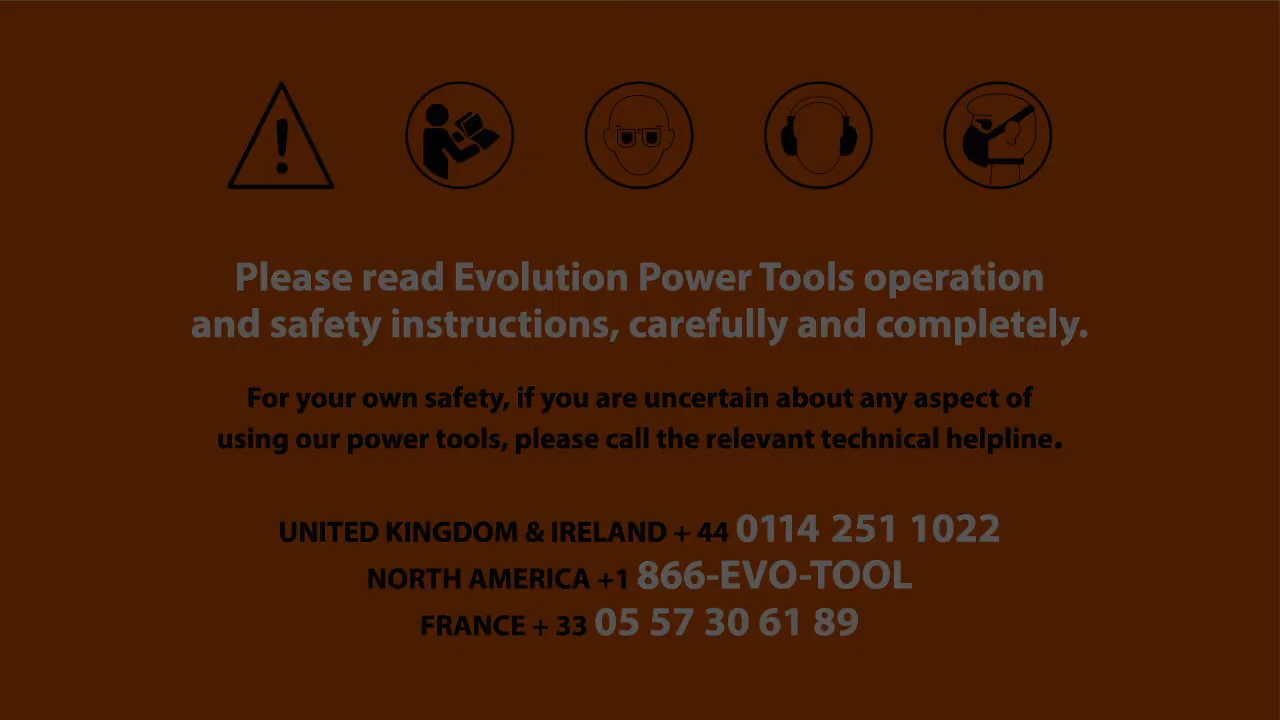 Please read Evolution Power Tools operation
and safety instructions, carefully and completely.
For your own safety, if you are uncertain about any aspect of
using our power tools, please call the relevant technical helpline.
UNITED KINGDOM & IRELAND + 44 0114 251 1022
NORTH AMERICA +1 866-EVO-TOOL
FRANCE + 33 05 57 30 61 89